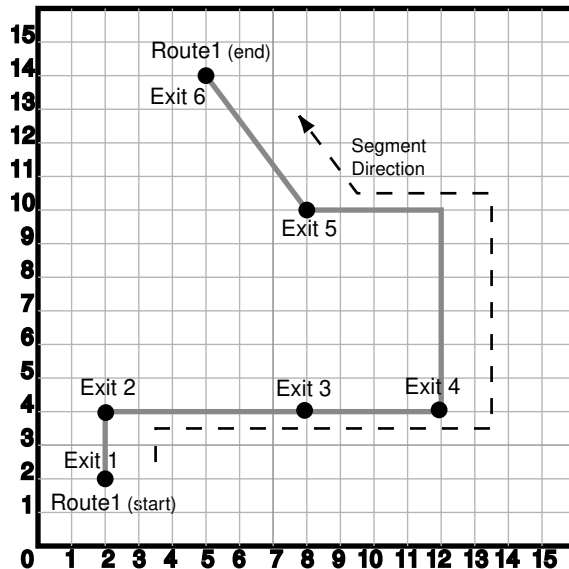 15
14
13
12
11
10
9
8
7
6
5
4
3
2
1
0 1 2 3 4 5 6 7 8 9 10 11 12 13 14 15
Route1 (end)
Exit 6
Segment
Direction
Exit 5
Exit 2
Exit 3
Exit 4
Exit 1
Route1 (start)